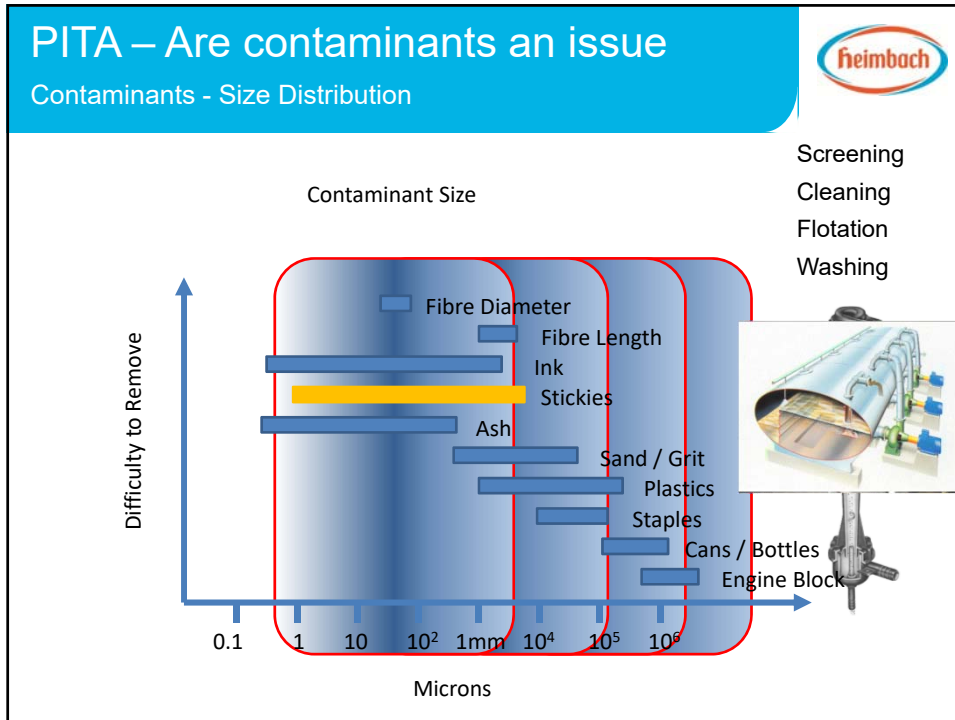 PITA – Are contaminants an issue
Contaminants - Size Distribution
heimbach
Screening
Cleaning
Flotation
Washing
Contaminant Size
Difficulty to Remove
Fibre Diameter
Fibre Length
Ink
Stickies
Ash
Sand / Grit
Plastics
Staples
Cans / Bottles
Engine Block
0.1 1 10 10² 1mm 10⁴ 10⁵ 10⁶
Microns